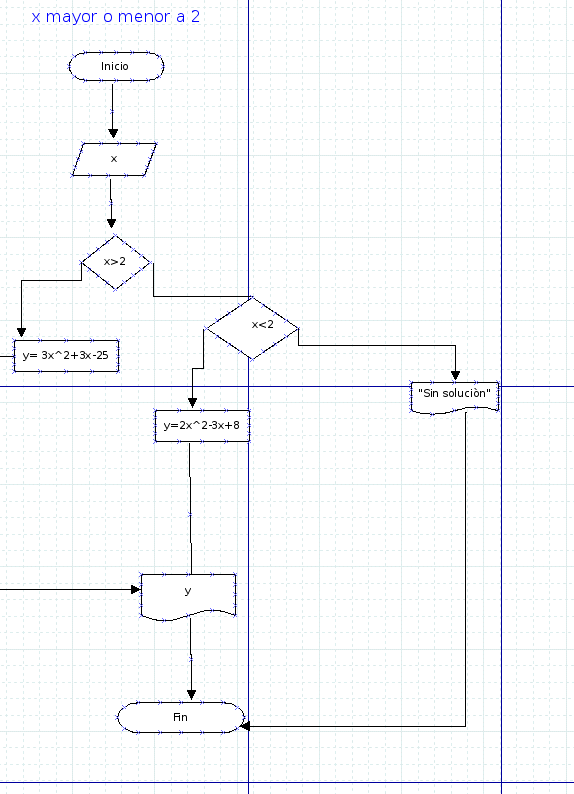 x mayor o menor a 2
Inicio
x
x>2
x<2
y= 3x^2+3x-25
"Sin soluciòn"
y=2x^2-3x+8
y
Fin